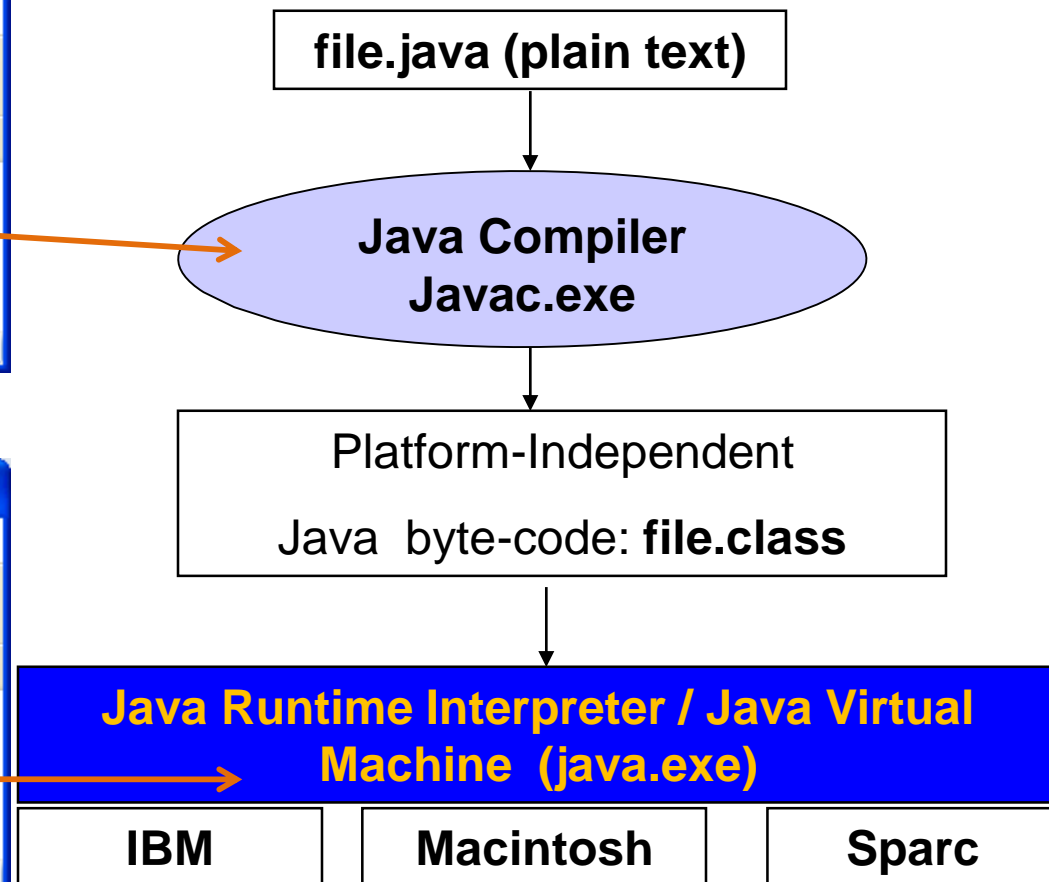 file.java (plain text)
Java Compiler
Javac.exe
Platform-Independent
Java byte-code: file.class
Java Runtime Interpreter / Java Virtual
Machine (java.exe)
IBM
Macintosh
Sparc